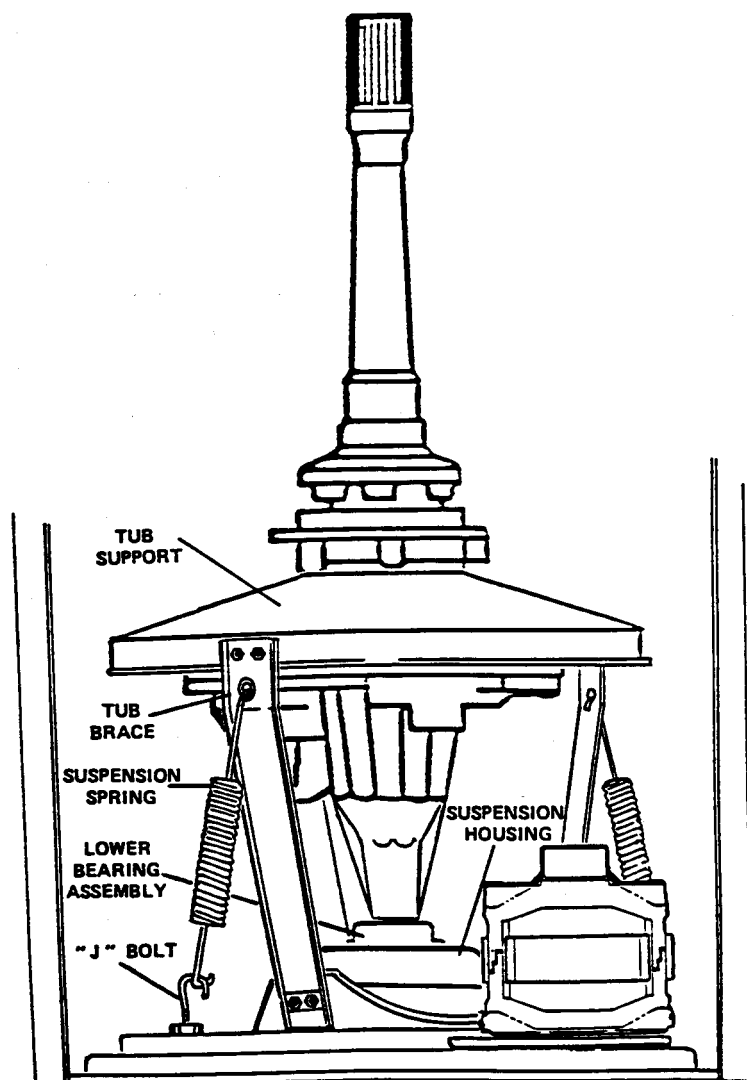 TUB
SUPPORT
TUB
BRACE
SUSPENSION
SPRING
SUSPENSION
HOUSING
LOWER
BEARING
ASSEMBLY
"J" BOLT